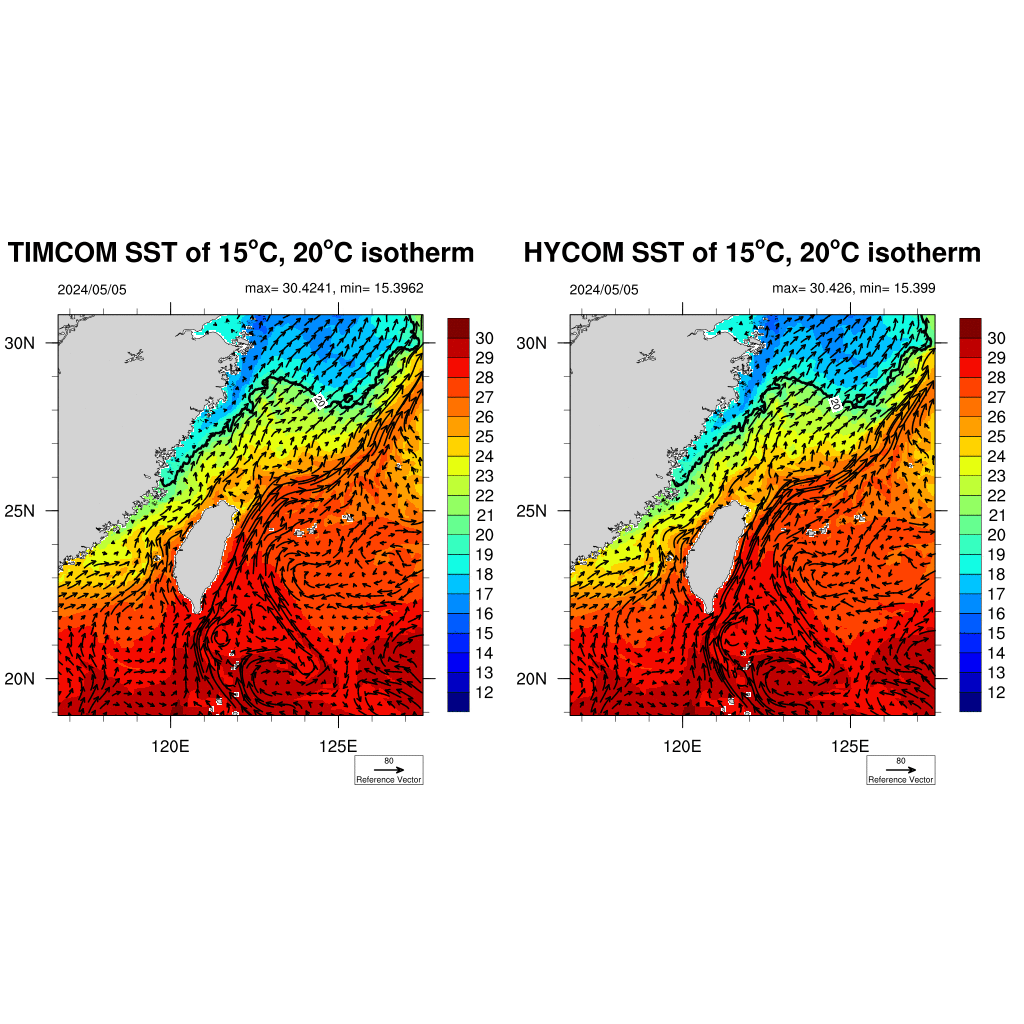 TIMCOM SST of 15°C, 20°C isotherm
2024/05/05
max= 30.4241, min= 15.3962
30N
25N
20N
120E
125E
20
30
29
28
27
26
25
24
23
22
21
20
19
18
17
16
15
14
13
12
80
Reference Vector
HYCOM SST of 15°C, 20°C isotherm
2024/05/05
max= 30.426, min= 15.399
30N
25N
20N
120E
125E
20
30
29
28
27
26
25
24
23
22
21
20
19
18
17
16
15
14
13
12
80
Reference Vector